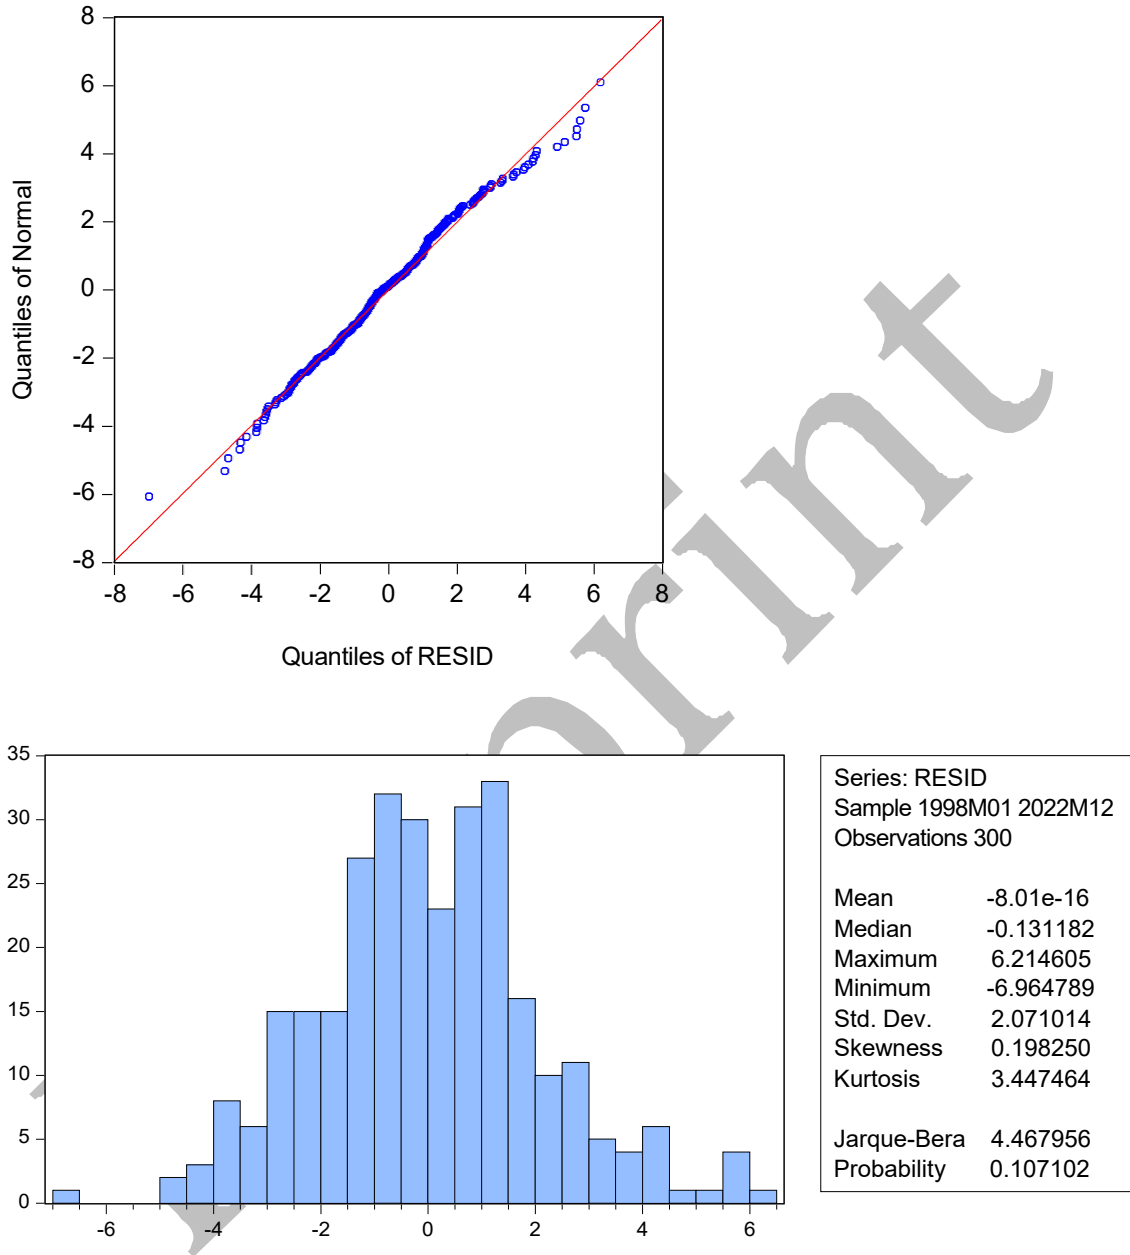 8
6
4
2
0
-2
-4
-6
-8
Quantiles of Normal
-8 -6 -4 -2 0 2 4 6 8
Quantiles of RESID
35
30
25
20
15
10
5
0
-6 -4 -2 0 2 4 6
Series: RESID
Sample 1998M01 2022M12
Observations 300
Mean -8.01e-16
Median -0.131182
Maximum 6.214605
Minimum -6.964789
Std. Dev. 2.071014
Skewness 0.198250
Kurtosis 3.447464
Jarque-Bera 4.467956
Probability 0.107102